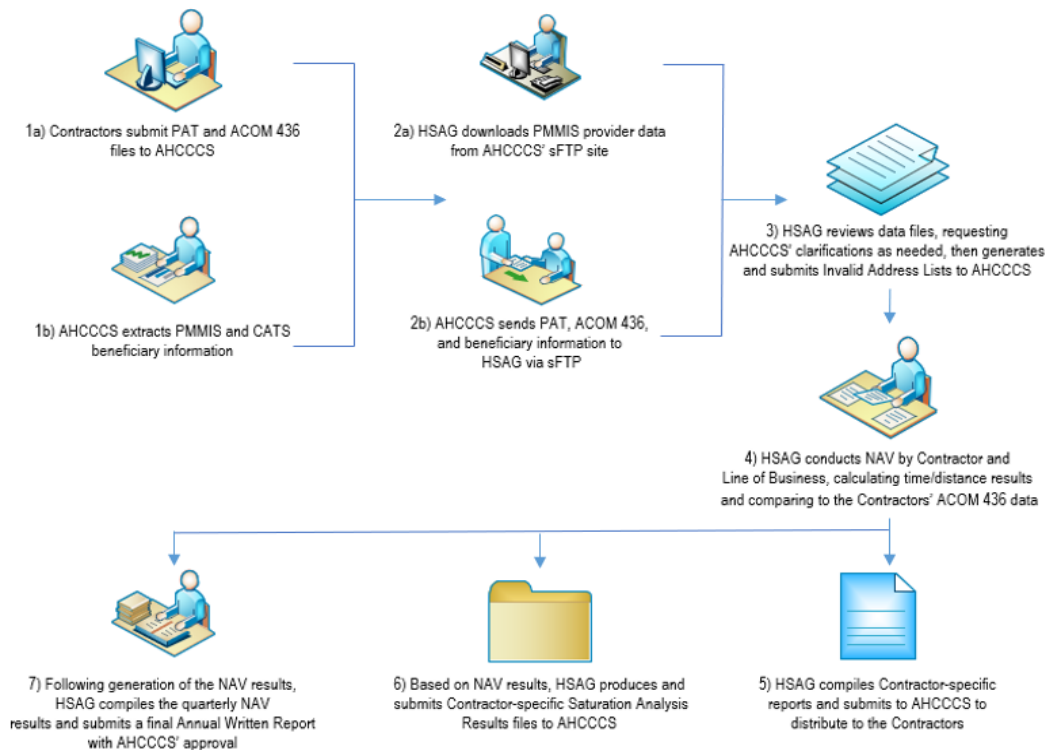 1a) Contractors submit PAT and ACOM 436
files to AHCCCS
1b) AHCCCS extracts PMMIS and CATS
beneficiary information
2a) HSAG downloads PMMIS provider data
from AHCCCS' sFTP site
2b) AHCCCS sends PAT, ACOM 436,
and beneficiary information to
HSAG via sFTP
3) HSAG reviews data files, requesting
AHCCCS' clarifications as needed, then generates
and submits Invalid Address Lists to AHCCCS
4) HSAG conducts NAV by Contractor and
Line of Business, calculating time/distance results
and comparing to the Contractors' ACOM 436 data
5) HSAG compiles Contractor-specific
reports and submits to AHCCCS to
distribute to the Contractors
6) Based on NAV results, HSAG produces and
submits Contractor-specific Saturation Analysis
Results files to AHCCCS
7) Following generation of the NAV results,
HSAG compiles the quarterly NAV
results and submits a final Annual Written Report
with AHCCCS' approval